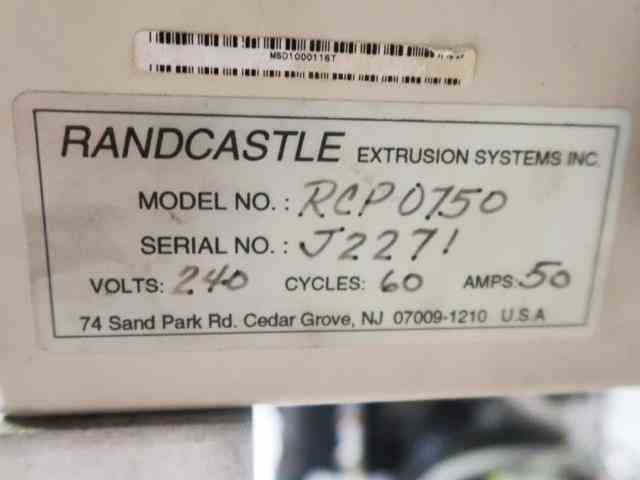 MSD1000116T
RANDCASTLE EXTRUSION SYSTEMS INC.
MODEL NO. : RCP0750
SERIAL NO. : J2271
VOLTS: 240 CYCLES: 60 AMPS: 50
74 Sand Park Rd. Cedar Grove, NJ 07009-1210 U.S.A